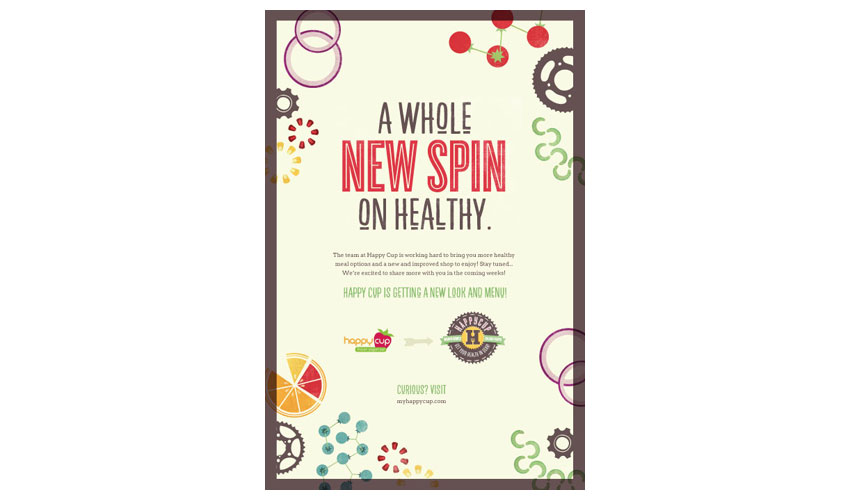 A WHOLE
NEW SPIN
ON HEALTHY.
The team at Happy Cup is working hard to bring you more healthy
meal options and a new and improved shop to enjoy! Stay tuned...
We're excited to share more with you in the coming weeks!
HAPPY CUP IS GETTING A NEW LOOK AND MENU!
happy cup
HAPPYCUP
H
CURIOUS? VISIT
myhappycup.com